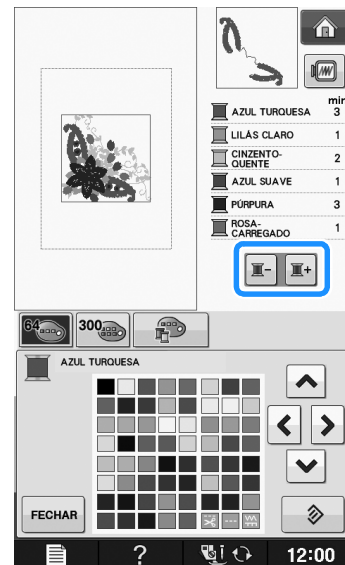 min
AZUL TURQUESA 3
LILÁS CLARO 1
CINZENTO-
QUENTE 2
AZUL SUAVE 1
PÚRPURA 3
ROSA-
CARREGADO 1
- +
64 300
AZUL TURQUESA
FECHAR
? 12:00